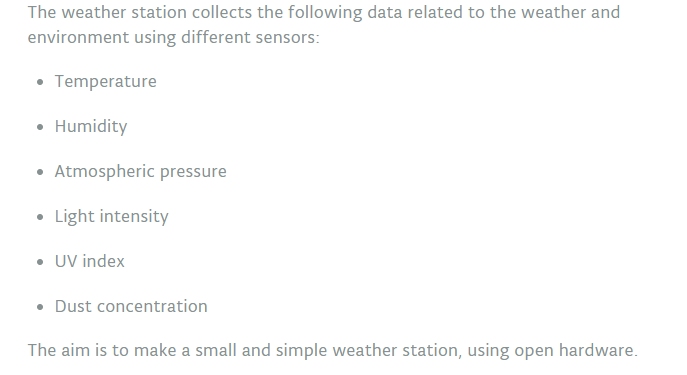 The weather station collects the following data related to the weather and
environment using different sensors:
• Temperature
• Humidity
• Atmospheric pressure
• Light intensity
• UV index
• Dust concentration
The aim is to make a small and simple weather station, using open hardware.